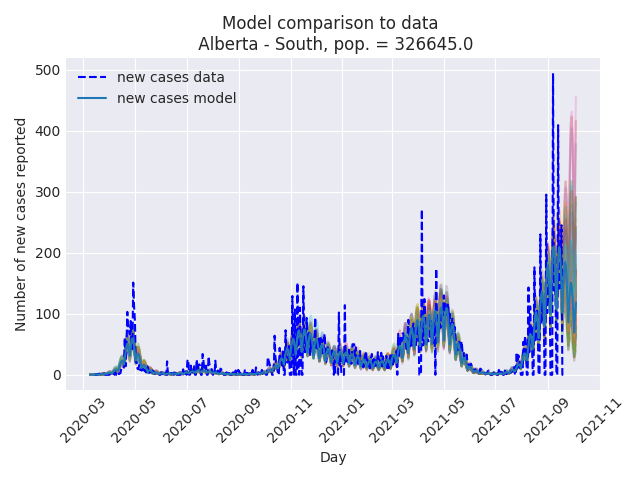 Model comparison to data
Alberta - South, pop. = 326645.0
new cases data
new cases model
Number of new cases reported
500
400
300
200
100
0
2020-03
2020-05
2020-07
2020-09
2020-11
2021-01
2021-03
2021-05
2021-07
2021-09
2021-11
Day